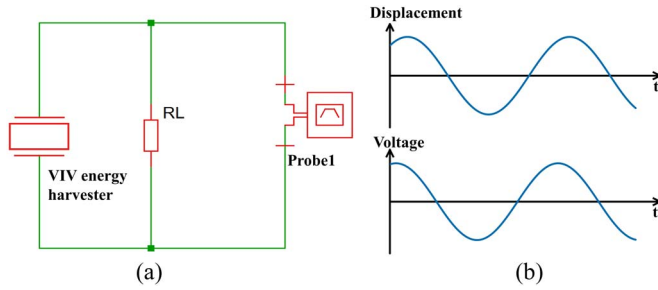 RL
VIV energy
harvester
Probe1
(a)
Displacement
t
Voltage
t
(b)